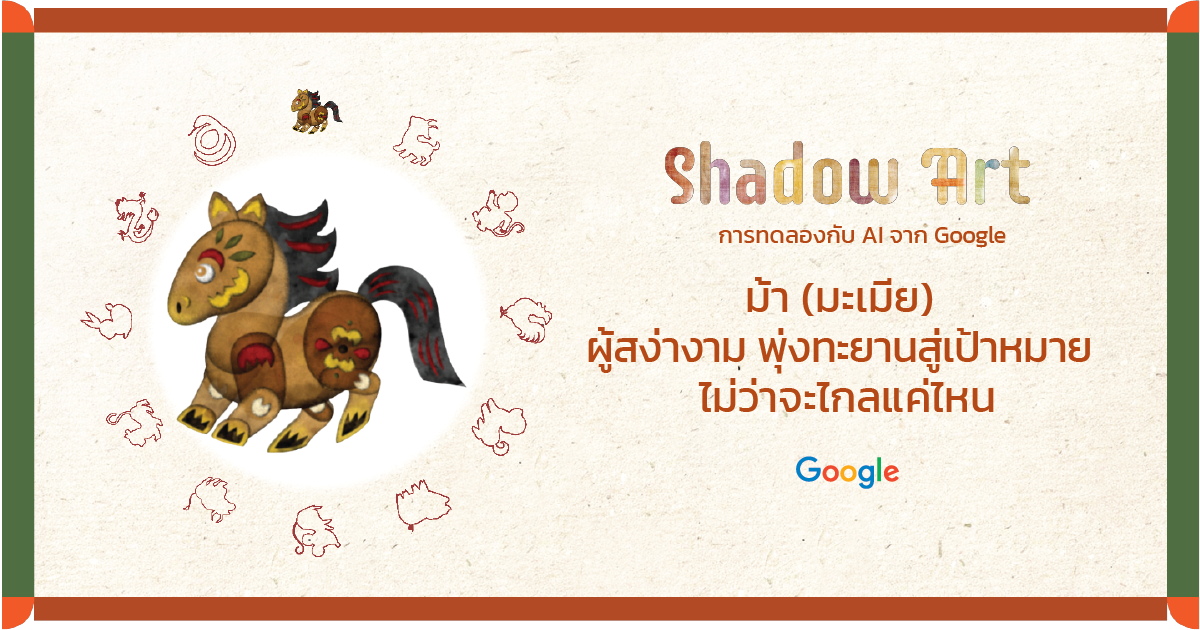 Shadow Art
การทดลองกับ AI จาก Google
ม้า (มะเมีย)
ผู้สง่างาม พุ่งทะยานสู่เป้าหมาย
ไม่ว่าจะไกลแค่ไหน
Google